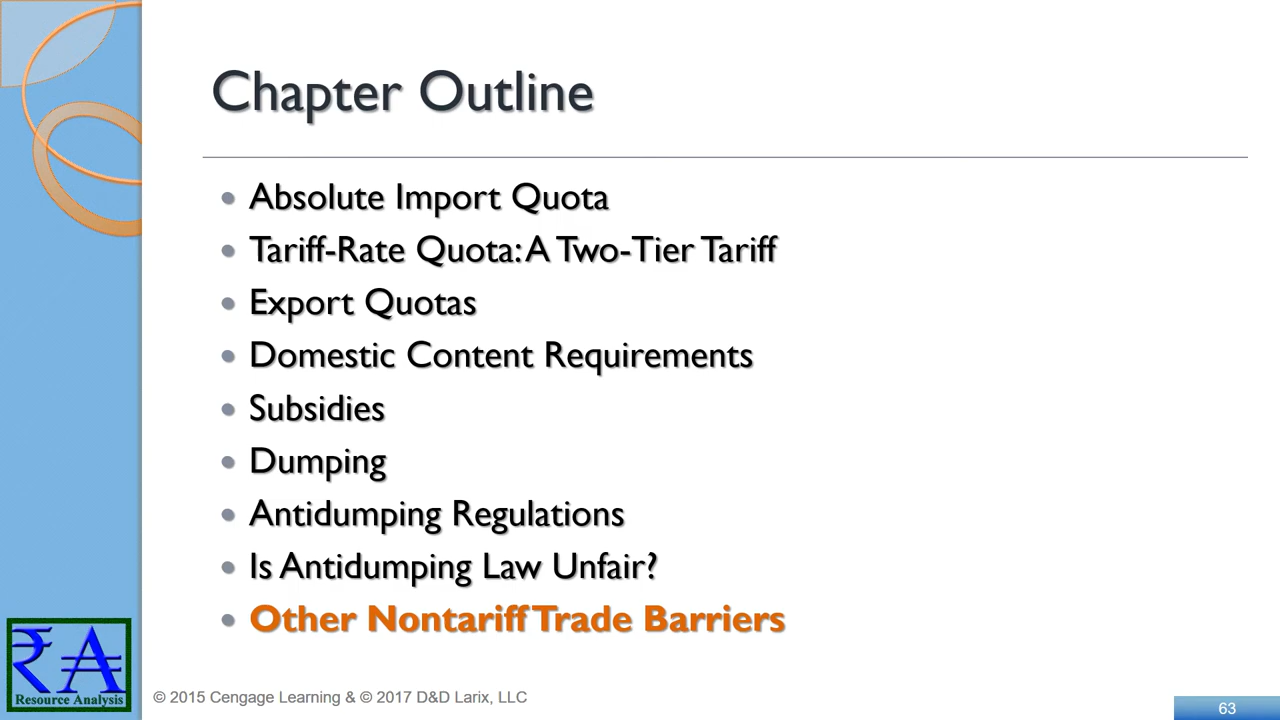 Chapter Outline
• Absolute Import Quota
• Tariff-Rate Quota: A Two-Tier Tariff
• Export Quotas
• Domestic Content Requirements
• Subsidies
• Dumping
• Antidumping Regulations
• Is Antidumping Law Unfair?
• Other Nontariff Trade Barriers
₹A
Resource Analysis
© 2015 Cengage Learning & © 2017 D&D Larix, LLC
63